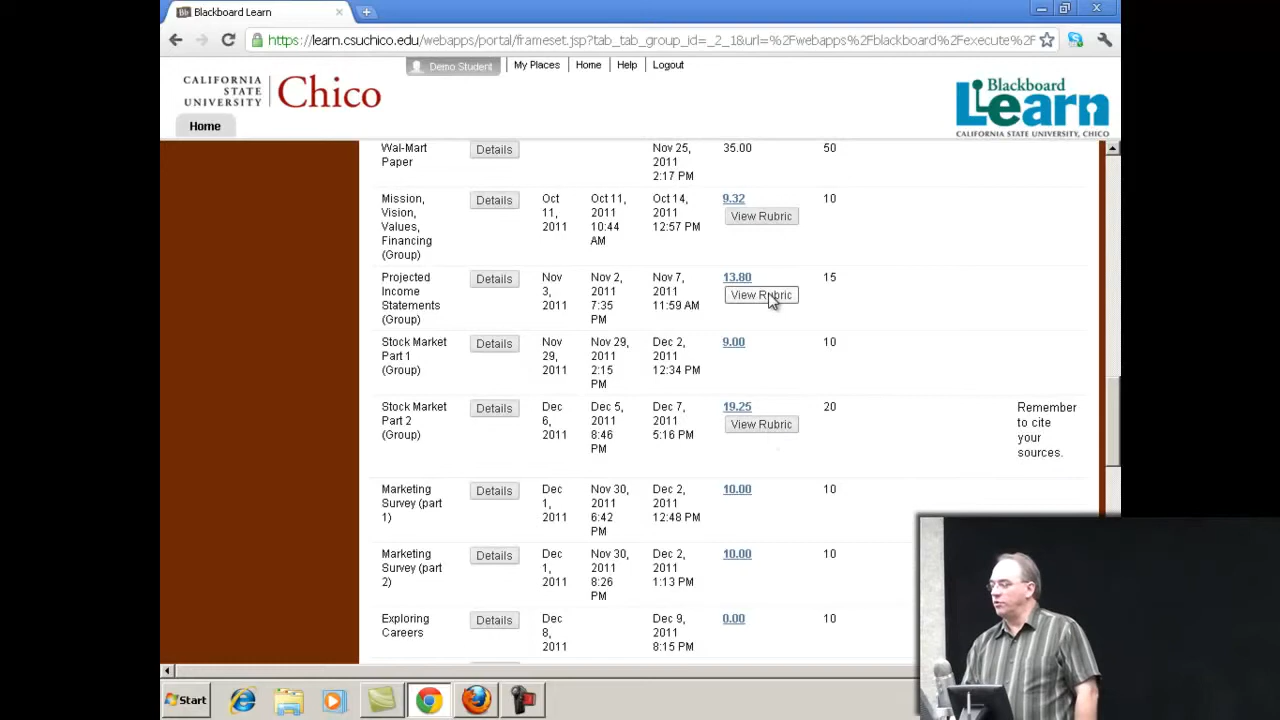 Blackboard Learn
https://learn.csuchico.edu/webapps/portal/frameset.jsp?tab_tab_group_id=_2_1&url=%2Fwebapps%2Fblackboard%2Fexecute%2F
Demo Student My Places Home Help Logout
CALIFORNIA
STATE
UNIVERSITY
Chico
Blackboard
Learn
CALIFORNIA STATE UNIVERSITY, CHICO
Home
Wal-Mart
Paper
Details
Nov 25,
2011
2:17 PM
35.00
50
Mission,
Vision,
Values,
Financing
(Group)
Details
Oct
11,
2011
Oct 11,
2011
10:44
AM
Oct 14,
2011
12:57 PM
9.32
View Rubric
10
Projected
Income
Statements
(Group)
Details
Nov
3,
2011
Nov 2,
2011
7:35
PM
Nov 7,
2011
11:59 AM
13.80
View Rubric
15
Stock Market
Part 1
(Group)
Details
Nov
29,
2011
Nov 29,
2011
2:15
PM
Dec 2,
2011
12:34 PM
9.00
10
Stock Market
Part 2
(Group)
Details
Dec
6,
2011
Dec 5,
2011
8:46
PM
Dec 7,
2011
5:16 PM
19.25
View Rubric
20
Remember
to cite
your
sources.
Marketing
Survey (part
1)
Details
Dec
1,
2011
Nov 30,
2011
6:42
PM
Dec 2,
2011
12:48 PM
10.00
10
Marketing
Survey (part
2)
Details
Dec
1,
2011
Nov 30,
2011
8:26
PM
Dec 2,
2011
1:13 PM
10.00
10
Exploring
Careers
Details
Dec
8,
2011
Dec 9,
2011
8:15 PM
0.00
10
Start